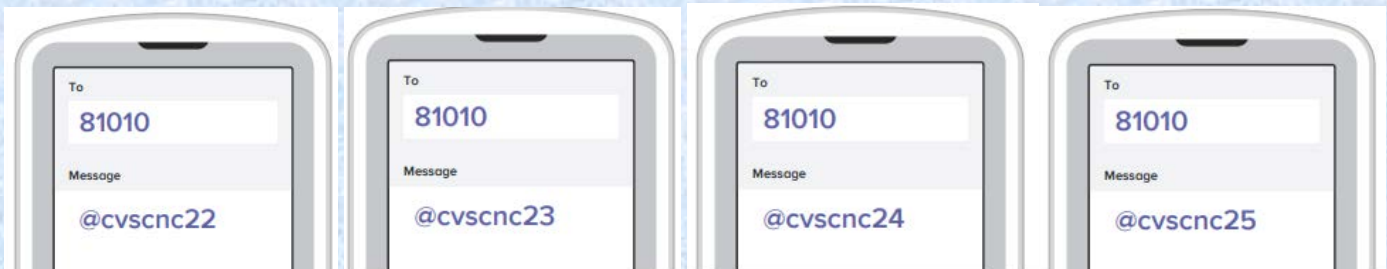 To
81010
Message
@cvscnc22
To
81010
Message
@cvscnc23
To
81010
Message
@cvscnc24
To
81010
Message
@cvscnc25